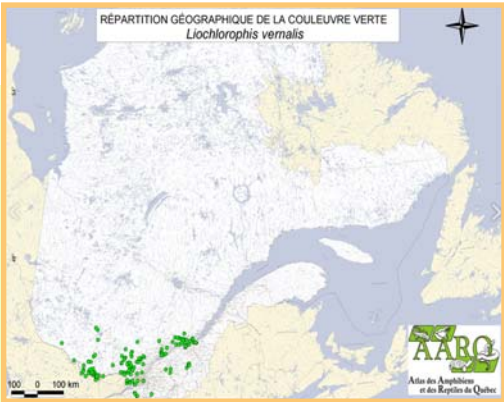 RÉPARTITION GÉOGRAPHIQUE DE LA COULEUVRE VERTE
Liochlorophis vernalis
100 0 100 km
AARQ
Atlas des Amphibiens
et des Reptiles du Québec